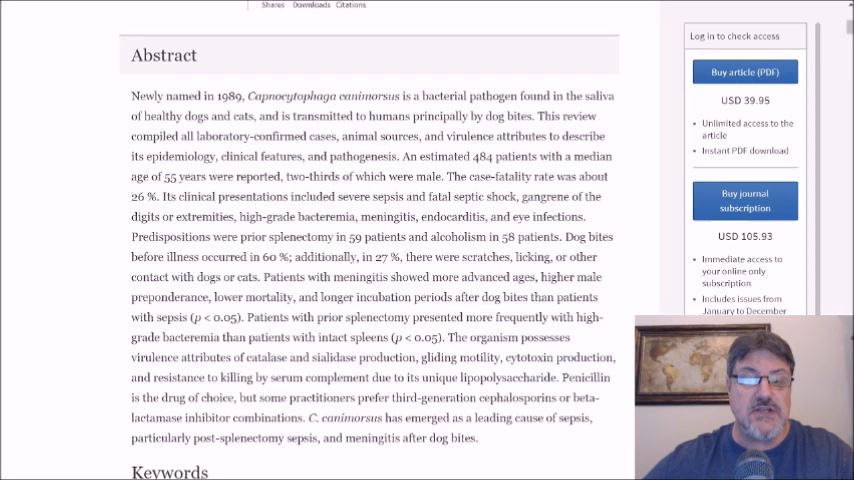 Shares Downloads Citations
Abstract
Newly named in 1989, Capnocytophaga canimorsus is a bacterial pathogen found in the saliva
of healthy dogs and cats, and is transmitted to humans principally by dog bites. This review
compiled all laboratory-confirmed cases, animal sources, and virulence attributes to describe
its epidemiology, clinical features, and pathogenesis. An estimated 484 patients with a median
age of 55 years were reported, two-thirds of which were male. The case-fatality rate was about
26 %. Its clinical presentations included severe sepsis and fatal septic shock, gangrene of the
digits or extremities, high-grade bacteremia, meningitis, endocarditis, and eye infections.
Predispositions were prior splenectomy in 59 patients and alcoholism in 58 patients. Dog bites
before illness occurred in 60 %; additionally, in 27 %, there were scratches, licking, or other
contact with dogs or cats. Patients with meningitis showed more advanced ages, higher male
preponderance, lower mortality, and longer incubation periods after dog bites than patients
with sepsis (p < 0.05). Patients with prior splenectomy presented more frequently with high-
grade bacteremia than patients with intact spleens (p < 0.05). The organism possesses
virulence attributes of catalase and sialidase production, gliding motility, cytotoxin production,
and resistance to killing by serum complement due to its unique lipopolysaccharide. Penicillin
is the drug of choice, but some practitioners prefer third-generation cephalosporins or beta-
lactamase inhibitor combinations. C. canimorsus has emerged as a leading cause of sepsis,
particularly post-splenectomy sepsis, and meningitis after dog bites.
Keywords
Log in to check access
Buy article (PDF)
USD 39.95
• Unlimited access to the
article
• Instant PDF download
Buy journal
subscription
USD 105.93
• Immediate access to
your online only
subscription
• Includes issues from
January to December